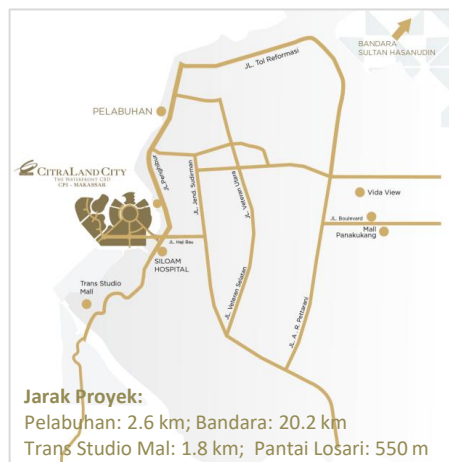 BANDARA
SULTAN HASANUDIN
JL. Tol Reformasi
PELABUHAN
CITRALAND CITY
THE WATERFRONT CBD
CPI - MAKASSAR
JL.Penghibur
JL. Jend. Sudirman
JL. Veteran Utara
Vida View
JL. Boulevard
Mall
Panakukang
JL. Haji Bau
SILOAM
HOSPITAL
Trans Studio
Mall
JL. Veteran Selatan
JL. A . R. Pettarani
Jarak Proyek:
Pelabuhan: 2.6 km; Bandara: 20.2 km
Trans Studio Mal: 1.8 km; Pantai Losari: 550 m